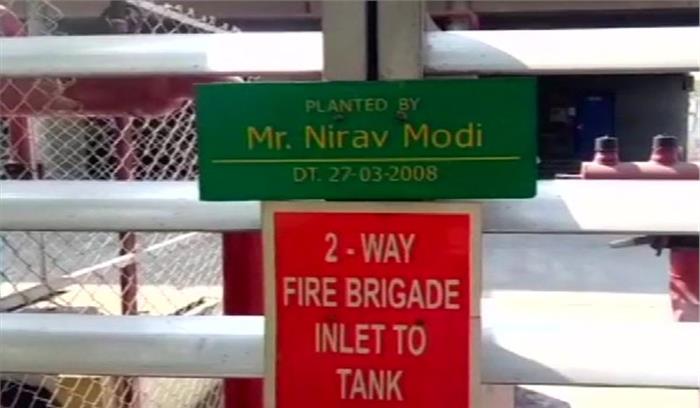 PLANTED BY
Mr. Nirav Modi
DT. 27-03-2008
2 - WAY
FIRE BRIGADE
INLET TO
TANK